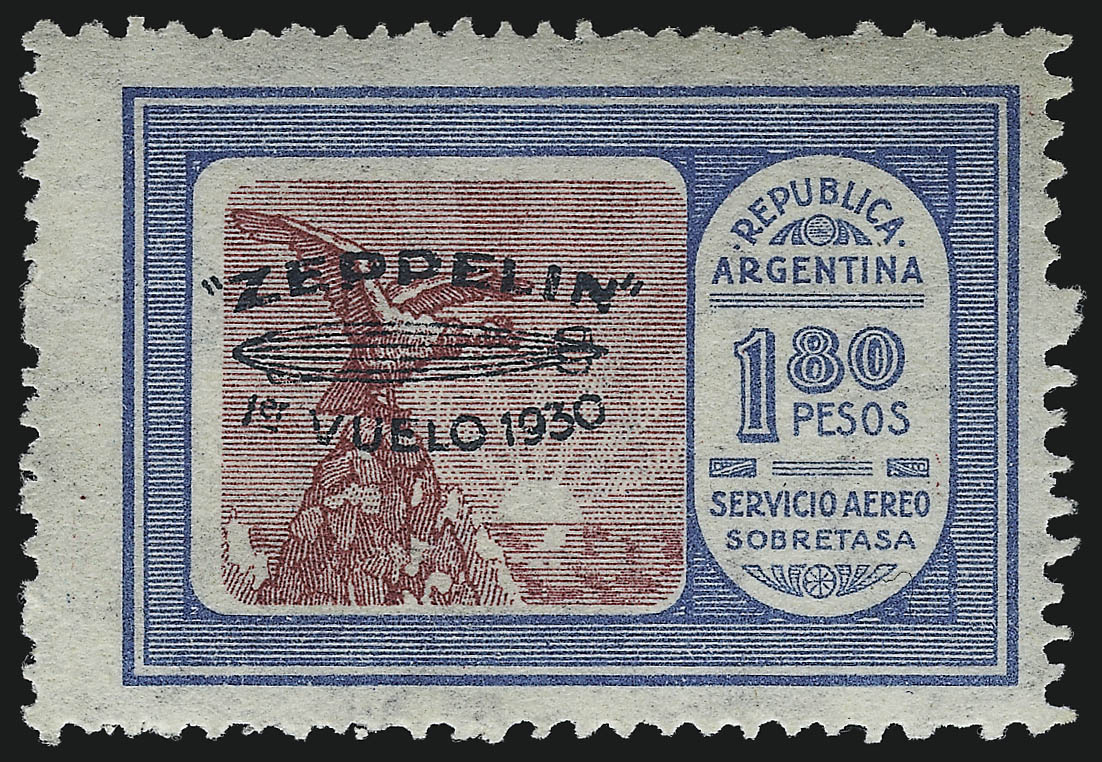 "ZEPPELIN"
1er VUELO 1930
·REPUBLICA·
ARGENTINA
1 80
PESOS
SERVICIO AEREO
SOBRETASA